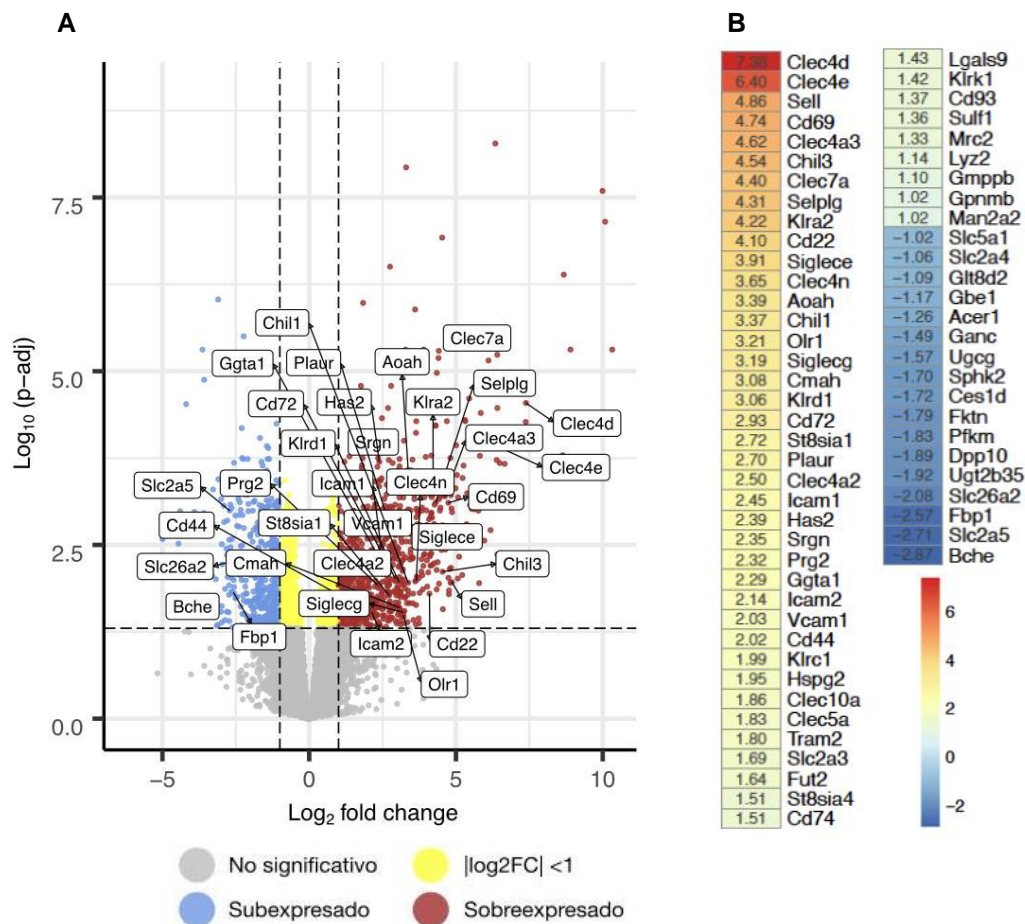 A
B
Log₁₀ (p−adj)
7.5
5.0
2.5
0.0
−5
0
5
10
Log₂ fold change
Chil1
Clec7a
Ggta1
Plaur
Aoah
Selplg
Cd72
Has2
Klra2
Clec4d
Klrd1
Srgn
Clec4a3
Clec4e
Slc2a5
Prg2
Icam1
Clec4n
Cd69
Cd44
St8sia1
Vcam1
Siglece
Slc26a2
Cmah
Clec4a2
Chil3
Bche
Siglecg
Sell
Fbp1
Icam2
Cd22
Olr1
No significativo
|log2FC| <1
Subexpresado
Sobreexpresado
7.38 Clec4d
6.40 Clec4e
4.86 Sell
4.74 Cd69
4.62 Clec4a3
4.54 Chil3
4.40 Clec7a
4.31 Selplg
4.22 Klra2
4.10 Cd22
3.91 Siglece
3.65 Clec4n
3.39 Aoah
3.37 Chil1
3.21 Olr1
3.19 Siglecg
3.08 Cmah
3.06 Klrd1
2.93 Cd72
2.72 St8sia1
2.70 Plaur
2.50 Clec4a2
2.45 Icam1
2.39 Has2
2.35 Srgn
2.32 Prg2
2.29 Ggta1
2.14 Icam2
2.03 Vcam1
2.02 Cd44
1.99 Klrc1
1.95 Hspg2
1.86 Clec10a
1.83 Clec5a
1.80 Tram2
1.69 Slc2a3
1.64 Fut2
1.51 St8sia4
1.51 Cd74
1.43 Lgals9
1.42 Klrk1
1.37 Cd93
1.36 Sulf1
1.33 Mrc2
1.14 Lyz2
1.10 Gmppb
1.02 Gpnmb
1.02 Man2a2
−1.02 Slc5a1
−1.06 Slc2a4
−1.09 Glt8d2
−1.17 Gbe1
−1.26 Acer1
−1.49 Ganc
−1.57 Ugcg
−1.70 Sphk2
−1.72 Ces1d
−1.79 Fktn
−1.83 Pfkm
−1.89 Dpp10
−1.92 Ugt2b35
−2.08 Slc26a2
−2.57 Fbp1
−2.71 Slc2a5
−2.87 Bche
6
4
2
0
−2